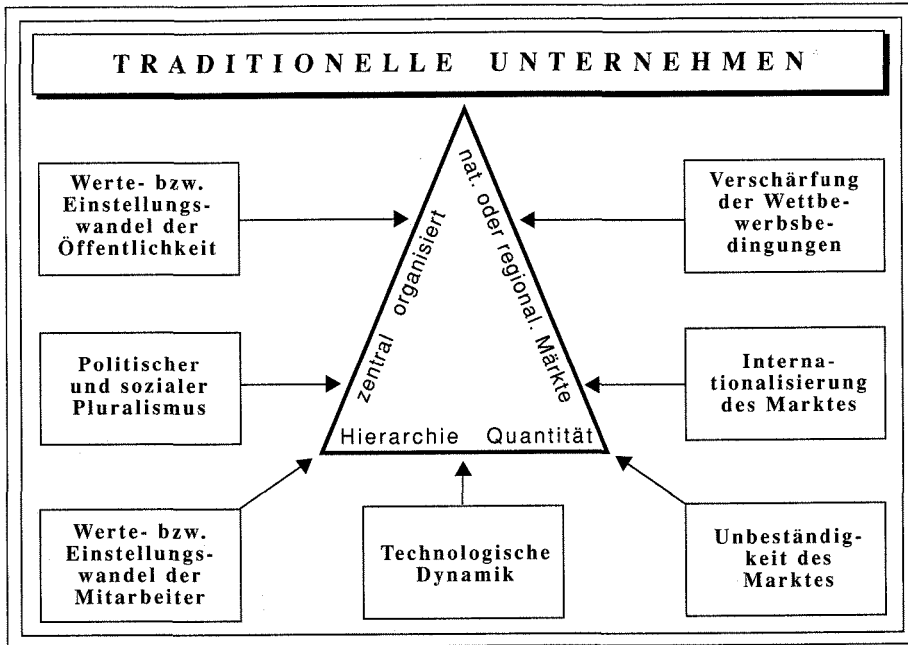 TRADITIONELLE UNTERNEHMEN
Werte- bzw.
Einstellungs-
wandel der
Öffentlichkeit
Politischer
und sozialer
Pluralismus
Werte- bzw.
Einstellungs-
wandel der
Mitarbeiter
zentral organisiert
nat. oder regional. Märkte
Hierarchie Quantität
Technologische
Dynamik
Verschärfung
der Wettbe-
werbsbe-
dingungen
Interna-
tionalisierung
des Marktes
Unbeständig-
keit des
Marktes